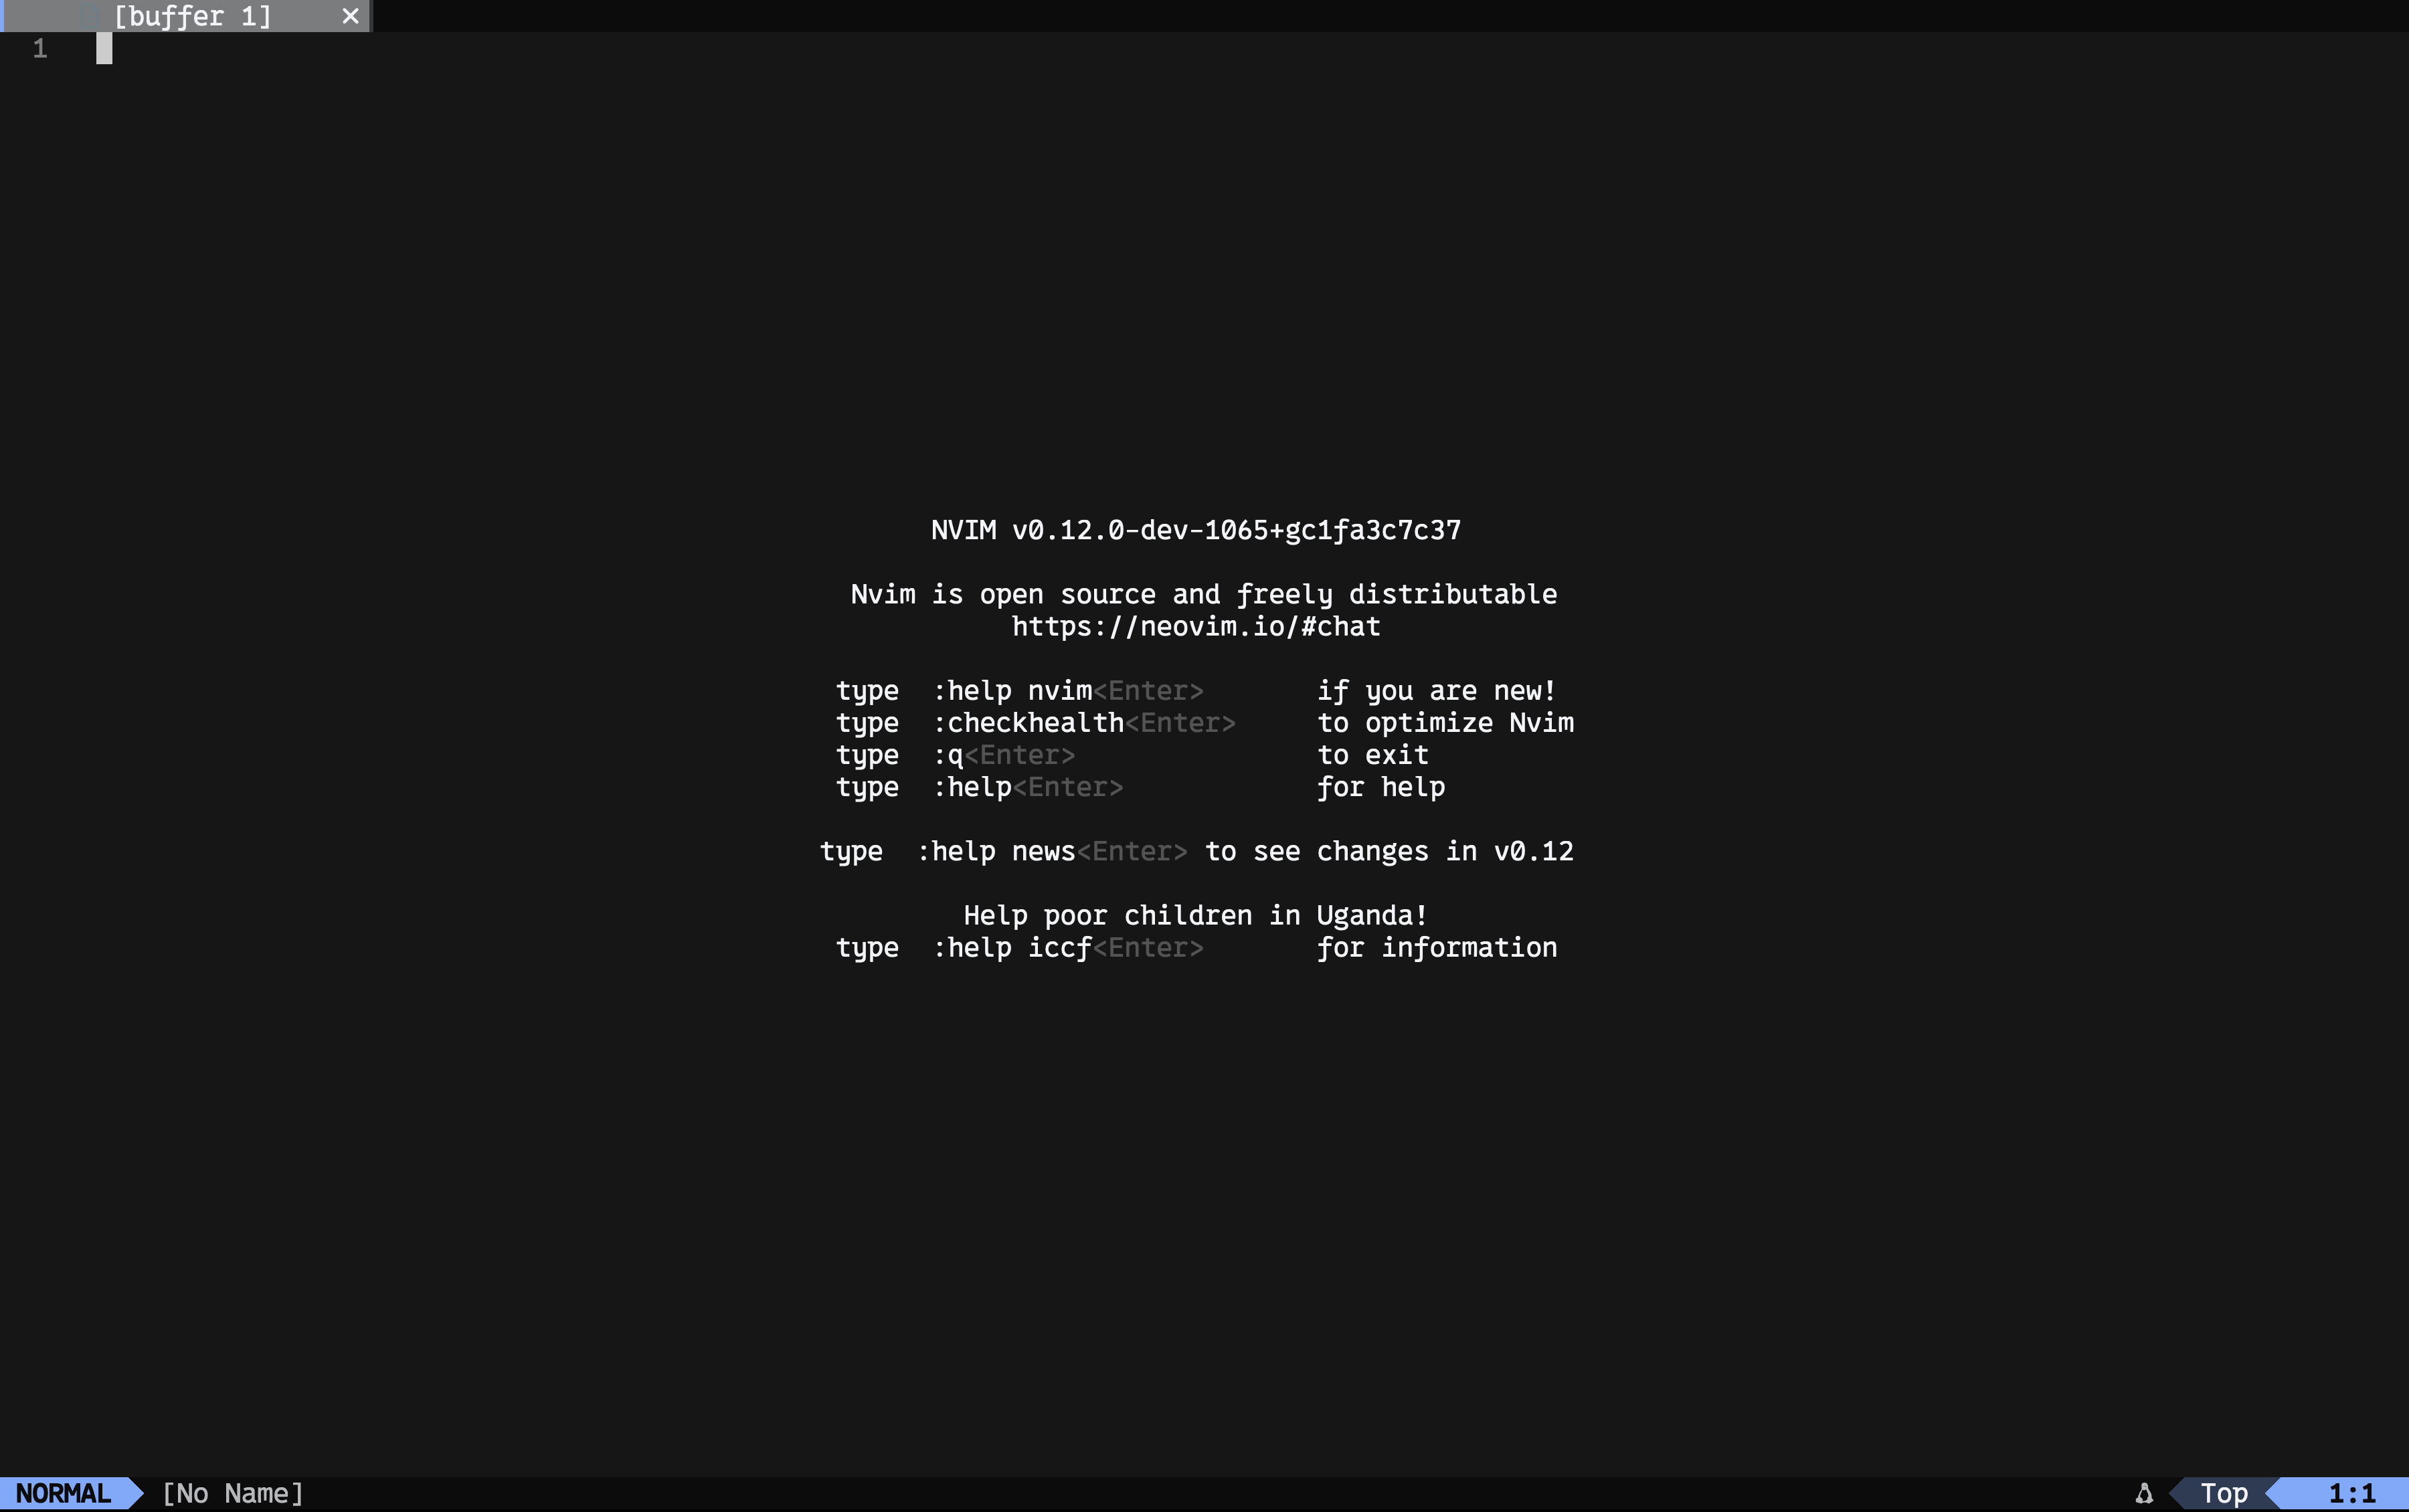 [buffer 1] ×
1
NVIM v0.12.0-dev-1065+gc1fa3c7c37
Nvim is open source and freely distributable
https://neovim.io/#chat
type :help nvim<Enter> if you are new!
type :checkhealth<Enter> to optimize Nvim
type :q<Enter> to exit
type :help<Enter> for help
type :help news<Enter> to see changes in v0.12
Help poor children in Uganda!
type :help iccf<Enter> for information
NORMAL [No Name] Top 1:1